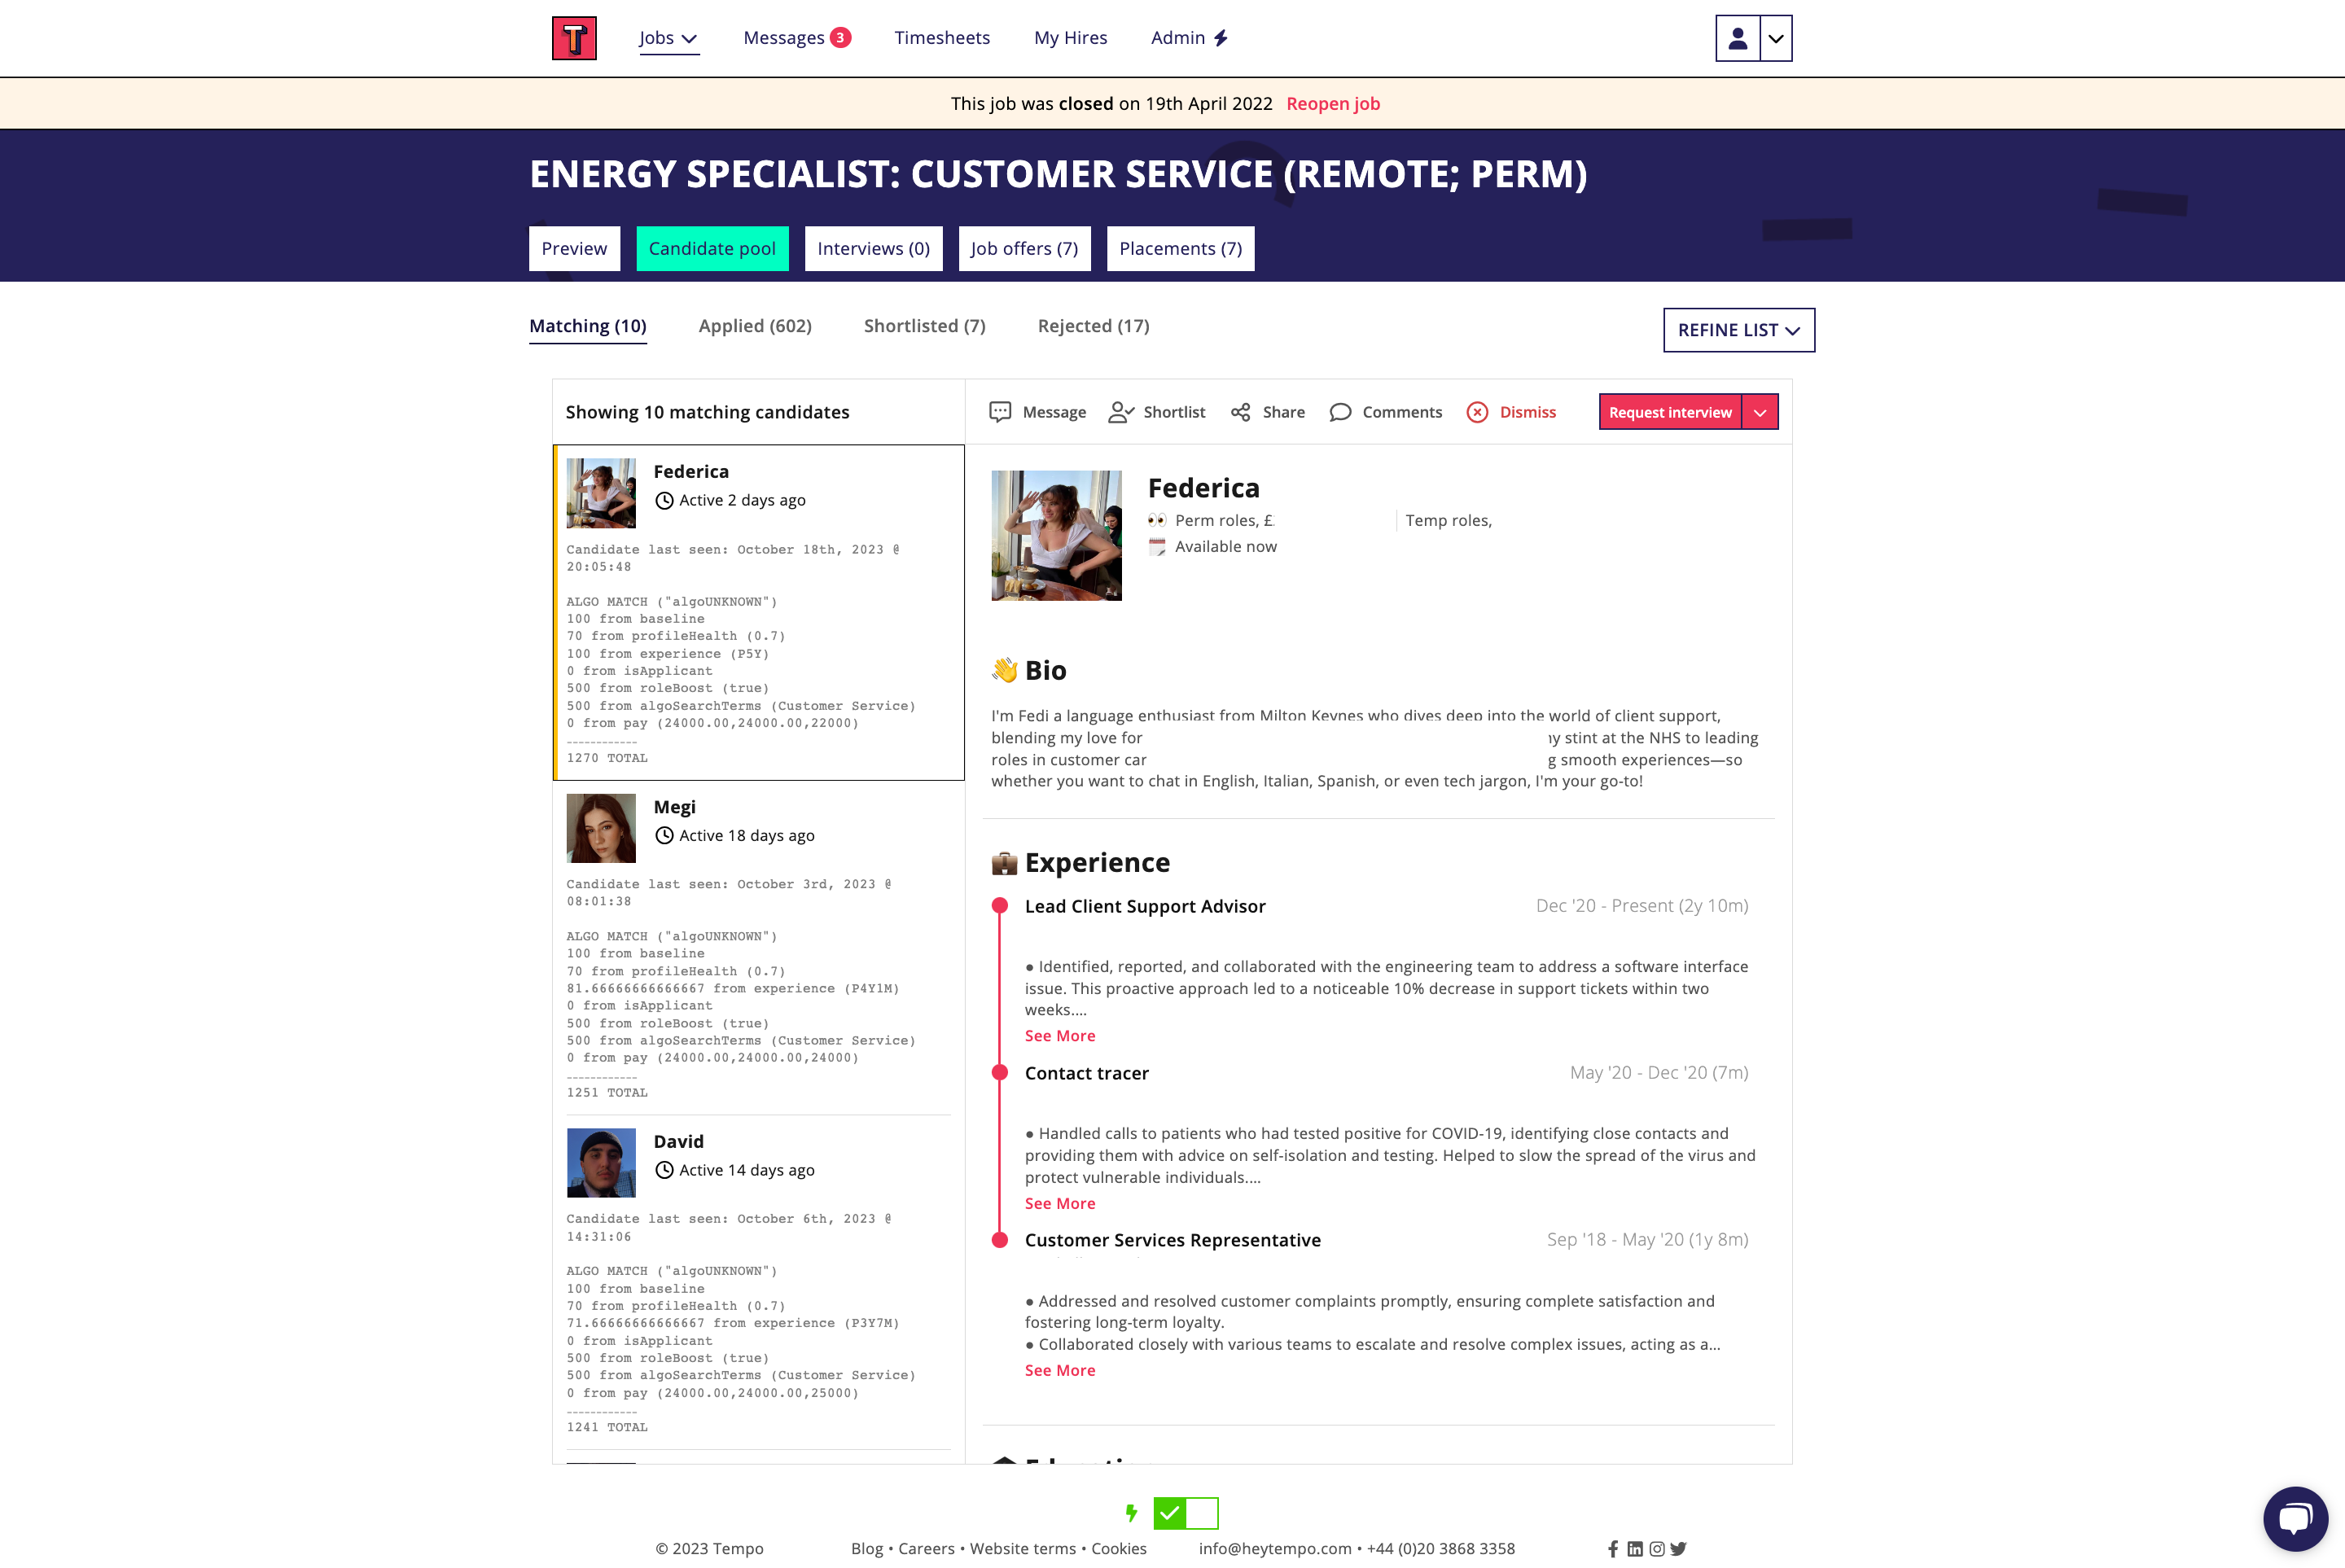 T
Jobs
Messages 3
Timesheets
My Hires
Admin
This job was closed on 19th April 2022 Reopen job
ENERGY SPECIALIST: CUSTOMER SERVICE (REMOTE; PERM)
Preview
Candidate pool
Interviews (0)
Job offers (7)
Placements (7)
Matching (10)
Applied (602)
Shortlisted (7)
Rejected (17)
REFINE LIST
Showing 10 matching candidates
Federica
Active 2 days ago
Candidate last seen: October 18th, 2023 @
20:05:48
ALGO MATCH ("algoUNKNOWN")
100 from baseline
70 from profileHealth (0.7)
100 from experience (P5Y)
0 from isApplicant
500 from roleBoost (true)
500 from algoSearchTerms (Customer Service)
0 from pay (24000.00,24000.00,22000)
------------
1270 TOTAL
Megi
Active 18 days ago
Candidate last seen: October 3rd, 2023 @
08:01:38
ALGO MATCH ("algoUNKNOWN")
100 from baseline
70 from profileHealth (0.7)
81.66666666666667 from experience (P4Y1M)
0 from isApplicant
500 from roleBoost (true)
500 from algoSearchTerms (Customer Service)
0 from pay (24000.00,24000.00,24000)
------------
1251 TOTAL
David
Active 14 days ago
Candidate last seen: October 6th, 2023 @
14:31:06
ALGO MATCH ("algoUNKNOWN")
100 from baseline
70 from profileHealth (0.7)
71.66666666666667 from experience (P3Y7M)
0 from isApplicant
500 from roleBoost (true)
500 from algoSearchTerms (Customer Service)
0 from pay (24000.00,24000.00,25000)
------------
1241 TOTAL
Message
Shortlist
Share
Comments
Dismiss
Request interview
Federica
Perm roles, £
Temp roles,
Available now
Bio
I'm Fedi a language enthusiast from Milton Keynes who dives deep into the world of client support,
blending my love for my stint at the NHS to leading
roles in customer car smooth experiences—so
whether you want to chat in English, Italian, Spanish, or even tech jargon, I'm your go-to!
Experience
Lead Client Support Advisor
Dec '20 - Present (2y 10m)
● Identified, reported, and collaborated with the engineering team to address a software interface
issue. This proactive approach led to a noticeable 10% decrease in support tickets within two
weeks....
See More
Contact tracer
May '20 - Dec '20 (7m)
● Handled calls to patients who had tested positive for COVID-19, identifying close contacts and
providing them with advice on self-isolation and testing. Helped to slow the spread of the virus and
protect vulnerable individuals....
See More
Customer Services Representative
Sep '18 - May '20 (1y 8m)
● Addressed and resolved customer complaints promptly, ensuring complete satisfaction and
fostering long-term loyalty.
● Collaborated closely with various teams to escalate and resolve complex issues, acting as a...
See More
Education
© 2023 Tempo
Blog • Careers • Website terms • Cookies
info@heytempo.com • +44 (0)20 3868 3358